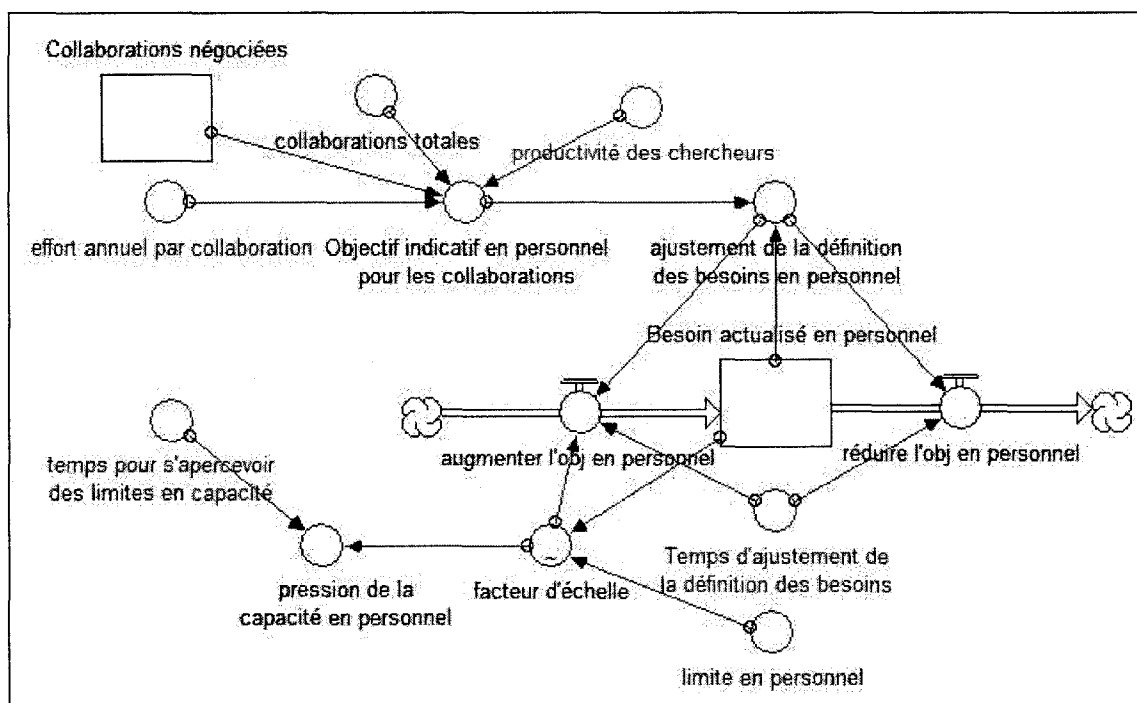 Collaborations négociées
collaborations totales
productivité des chercheurs
effort annuel par collaboration
Objectif indicatif en personnel
pour les collaborations
ajustement de la définition
des besoins en personnel
Besoin actualisé en personnel
temps pour s'apercevoir
des limites en capacité
augmenter l'obj en personnel
réduire l'obj en personnel
pression de la
capacité en personnel
facteur d'échelle
Temps d'ajustement de
la définition des besoins
limite en personnel